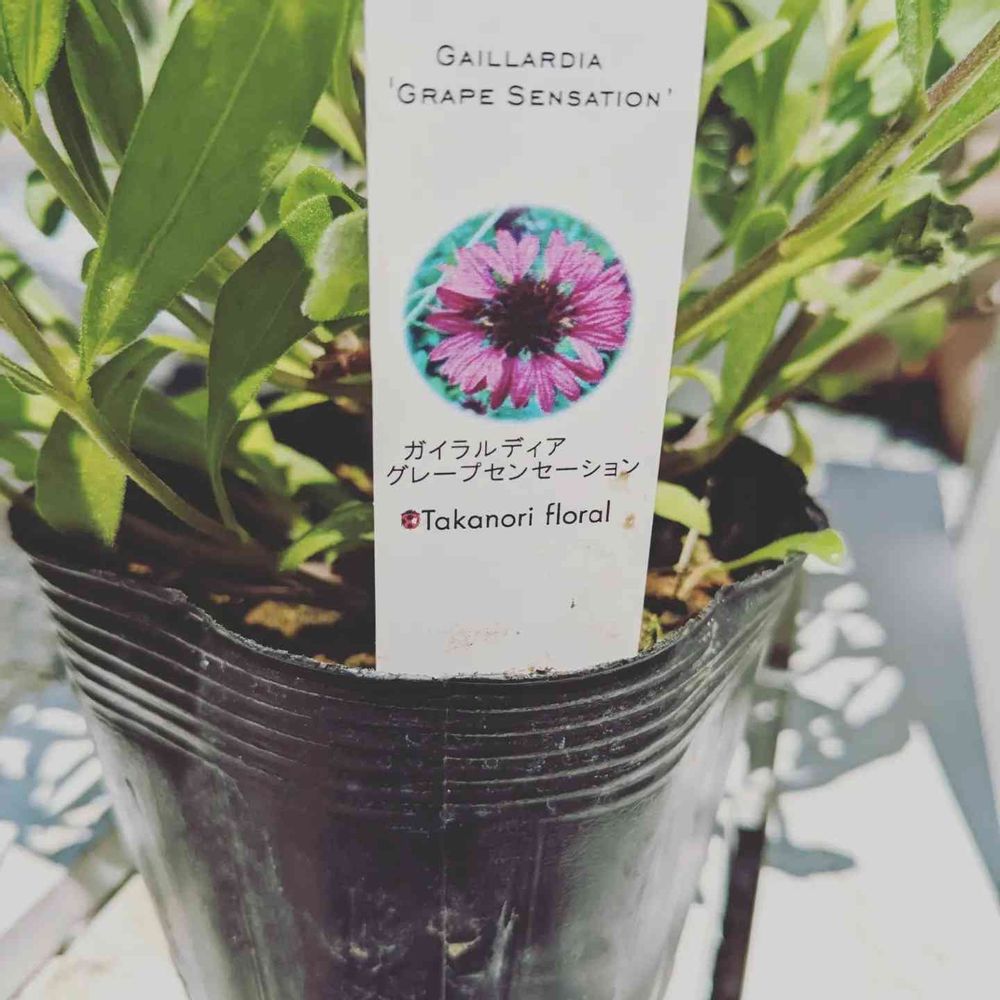 GAILLARDIA
'GRAPE SENSATION'
ガイラルディア
グレープセンセーション
Takanori floral